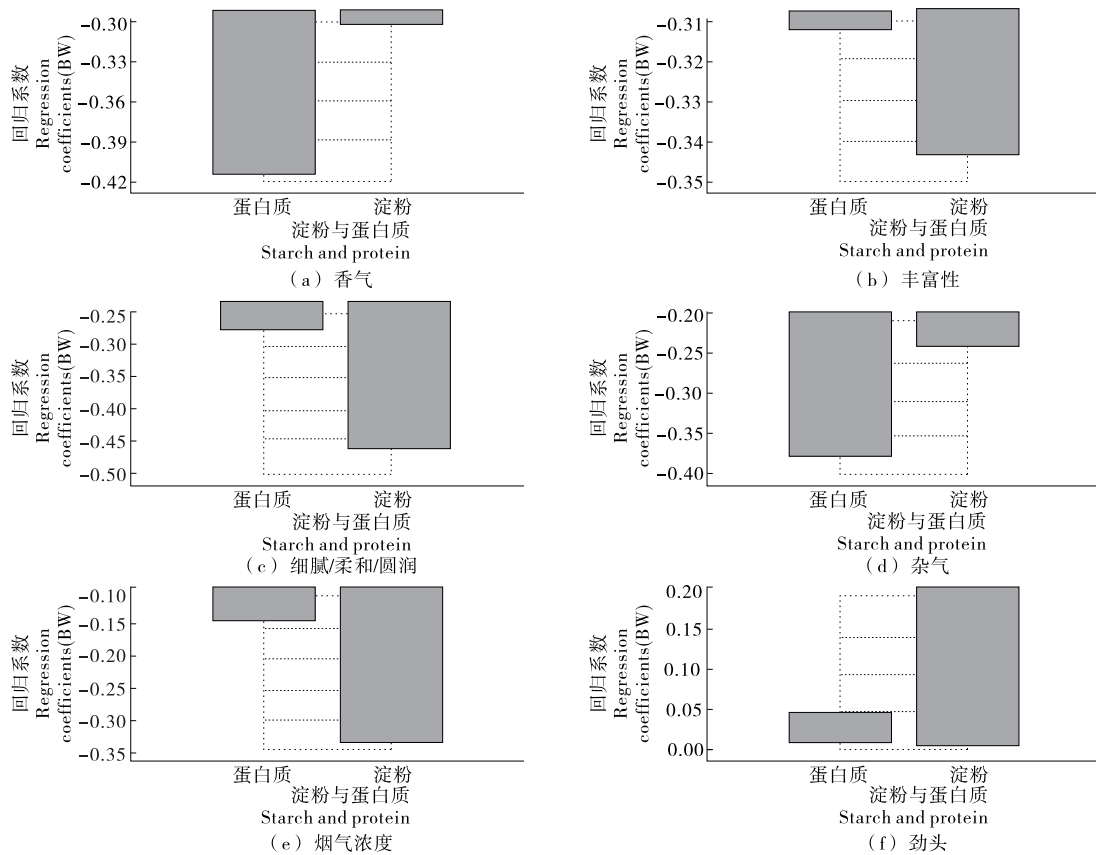 -0.30
-0.33
-0.36
-0.39
-0.42
回归系数
Regression
coefficients(BW)
蛋白质 淀粉
淀粉与蛋白质
Starch and protein
(a)香气
-0.31
-0.32
-0.33
-0.34
-0.35
回归系数
Regression
coefficients(BW)
蛋白质 淀粉
淀粉与蛋白质
Starch and protein
(b)丰富性
-0.25
-0.30
-0.35
-0.40
-0.45
-0.50
回归系数
Regression
coefficients(BW)
蛋白质 淀粉
淀粉与蛋白质
Starch and protein
(c)细腻/柔和/圆润
-0.20
-0.25
-0.30
-0.35
-0.40
回归系数
Regression
coefficients(BW)
蛋白质 淀粉
淀粉与蛋白质
Starch and protein
(d)杂气
-0.10
-0.15
-0.20
-0.25
-0.30
-0.35
回归系数
Regression
coefficients(BW)
蛋白质 淀粉
淀粉与蛋白质
Starch and protein
(e)烟气浓度
0.20
0.15
0.10
0.05
0.00
回归系数
Regression
coefficients(BW)
蛋白质 淀粉
淀粉与蛋白质
Starch and protein
(f)劲头